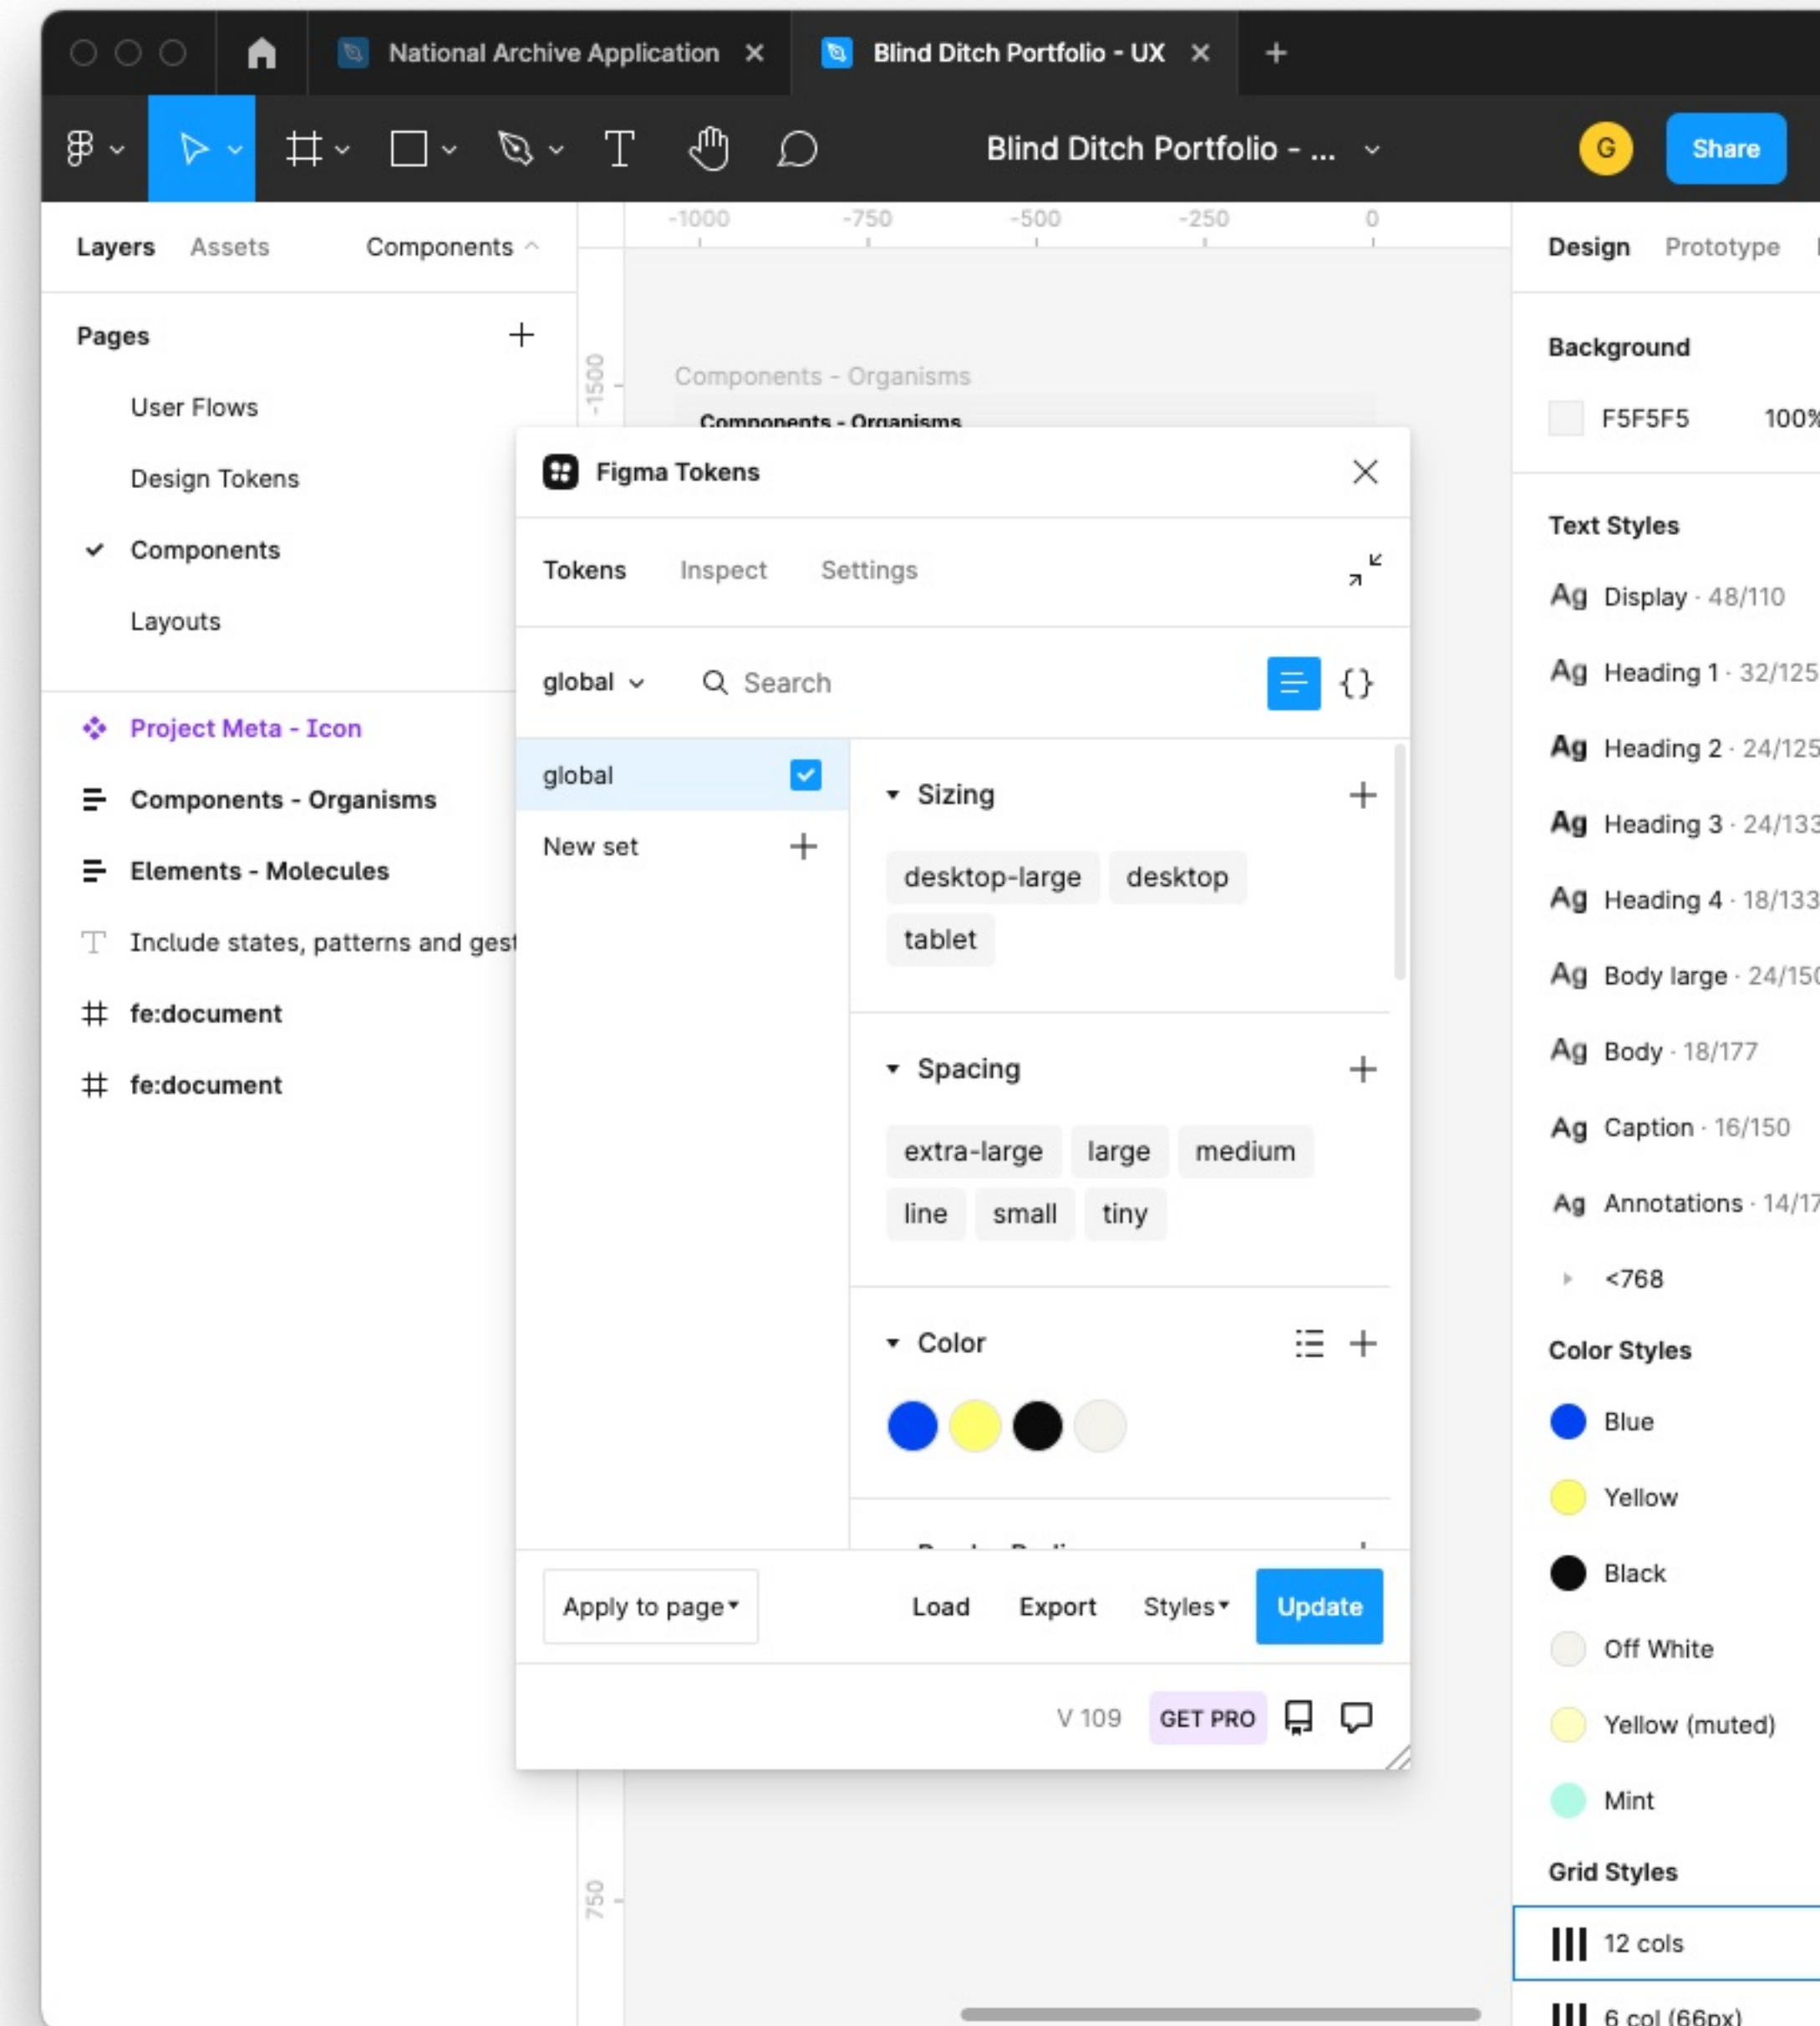 National Archive Application
Blind Ditch Portfolio - UX
Blind Ditch Portfolio - ...
G
Share
Layers
Assets
Components
Pages
User Flows
Design Tokens
Components
Layouts
Project Meta - Icon
Components - Organisms
Elements - Molecules
Include states, patterns and gest
fe:document
fe:document
-1000 -750 -500 -250 0
-1500
750
Components - Organisms
Components - Organisms
Figma Tokens
Tokens Inspect Settings
global
Search
{}
global
New set
Sizing
desktop-large desktop
tablet
Spacing
extra-large large medium
line small tiny
Color
Apply to page
Load
Export
Styles
Update
V 109
GET PRO
Design
Prototype
Background
F5F5F5 100%
Text Styles
Ag Display · 48/110
Ag Heading 1 · 32/125
Ag Heading 2 · 24/125
Ag Heading 3 · 24/133
Ag Heading 4 · 18/133
Ag Body large · 24/150
Ag Body · 18/177
Ag Caption · 16/150
Ag Annotations · 14/17
<768
Color Styles
Blue
Yellow
Black
Off White
Yellow (muted)
Mint
Grid Styles
12 cols
6 col (66px)